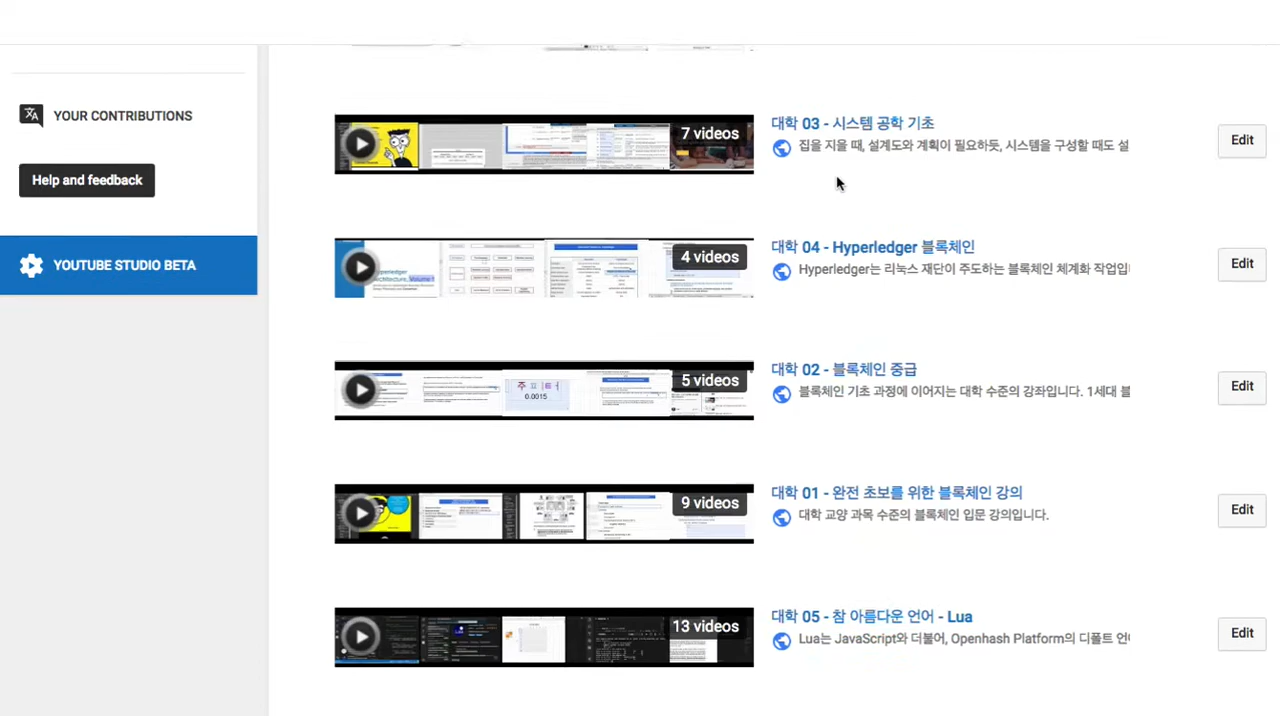 YOUR CONTRIBUTIONS
Help and feedback
YOUTUBE STUDIO BETA
7 videos
대학 03 - 시스템 공학 기초
집을 지을 때, 설계도와 계획이 필요하듯, 시스템을 구성할 때도 설
Edit
4 videos
대학 04 - Hyperledger 블록체인
Hyperledger는 리눅스 재단이 주도하는 블록체인 체계화 작업입
Edit
5 videos
주 ㅍ ㅣ ㅌ
0.0015
대학 02 - 블록체인 중급
블록체인 기초 과정에 이어지는 대학 수준의 강좌입니다. 1세대 블
Edit
9 videos
대학 01 - 완전 초보를 위한 블록체인 강의
대학 교양 과목 수준의 블록체인 입문 강의입니다.
Edit
13 videos
대학 05 - 참 아름다운 언어 - Lua
Lua는 JavaScript와 더불어, Openhash Platform의 디폴트 언
Edit